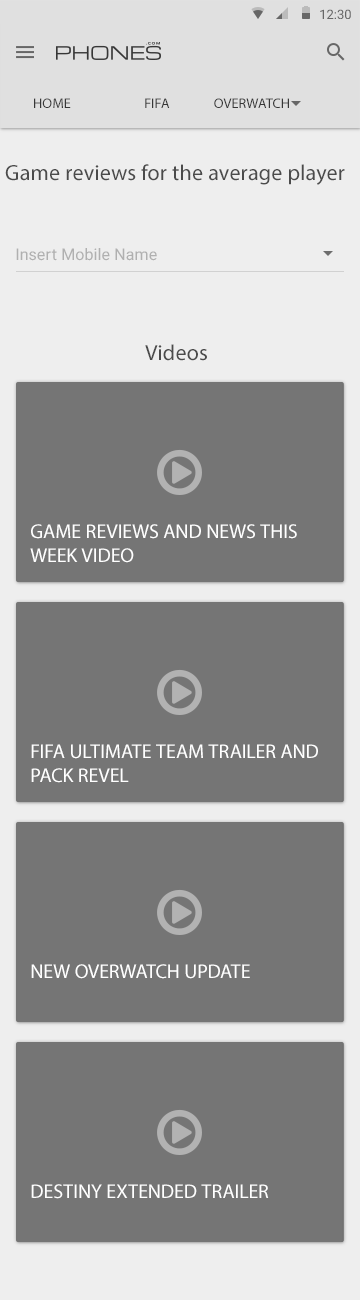 12:30
PHONES.COM
HOME FIFA OVERWATCH
Game reviews for the average player
Insert Mobile Name
Videos
GAME REVIEWS AND NEWS THIS
WEEK VIDEO
FIFA ULTIMATE TEAM TRAILER AND
PACK REVEL
NEW OVERWATCH UPDATE
DESTINY EXTENDED TRAILER